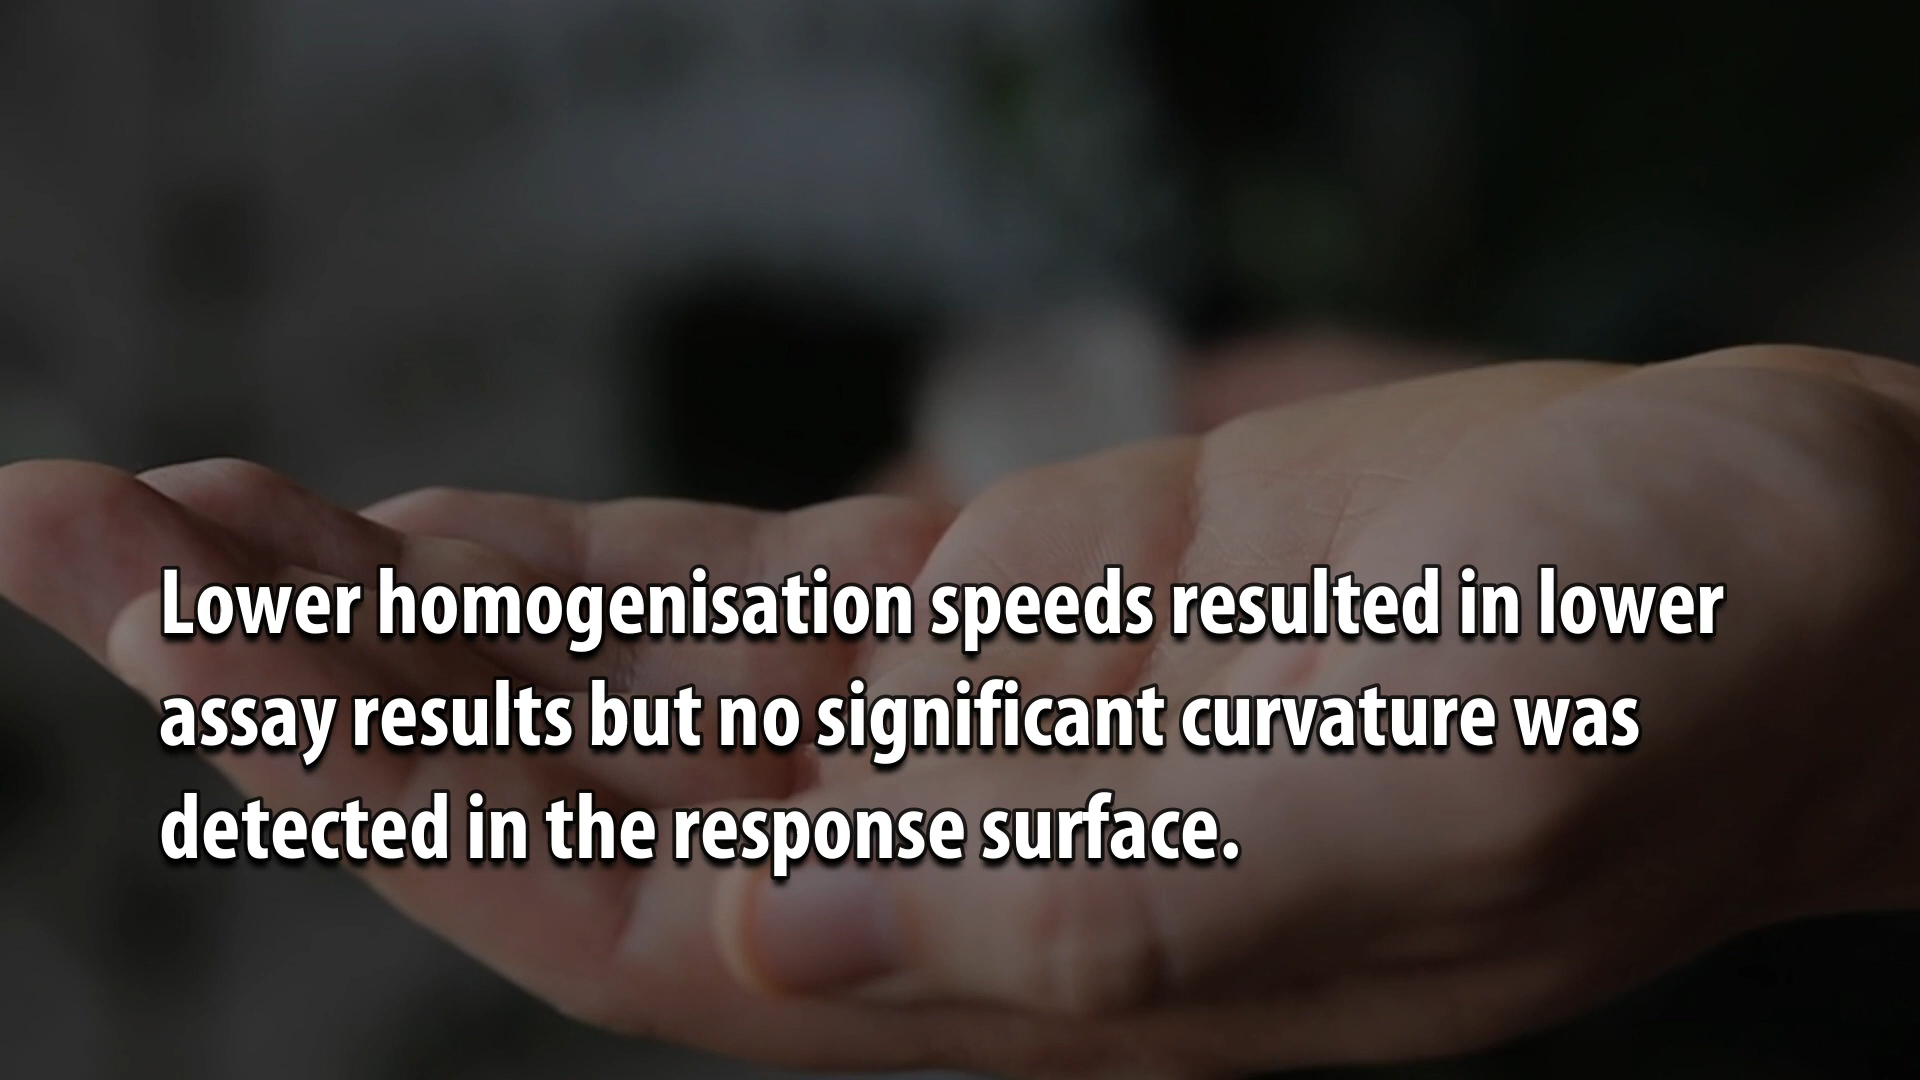 Lower homogenisation speeds resulted in lower
assay results but no significant curvature was
detected in the response surface.